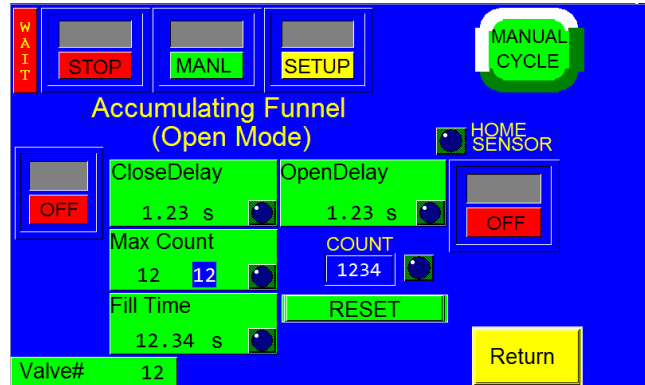 WAIT
STOP
MANL
SETUP
MANUAL
CYCLE
Accumulating Funnel
(Open Mode)
HOME
SENSOR
OFF
CloseDelay
1.23 s
OpenDelay
1.23 s
OFF
Max Count
12 12
COUNT
1234
Fill Time
12.34 s
RESET
Valve# 12
Return